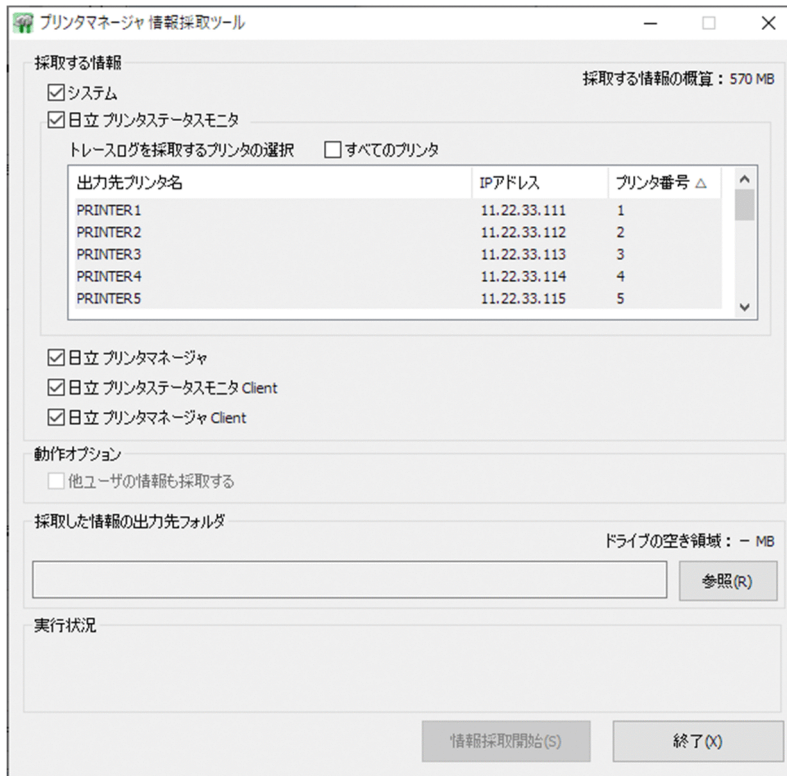 プリンタマネージャ 情報採取ツール
採取する情報
採取する情報の概算：570 MB
システム
日立 プリンタステータスモニタ
トレースログを採取するプリンタの選択 すべてのプリンタ
出力先プリンタ名 IPアドレス プリンタ番号 △
PRINTER1 11.22.33.111 1
PRINTER2 11.22.33.112 2
PRINTER3 11.22.33.113 3
PRINTER4 11.22.33.114 4
PRINTER5 11.22.33.115 5
日立 プリンタマネージャ
日立 プリンタステータスモニタ Client
日立 プリンタマネージャ Client
動作オプション
他ユーザの情報も採取する
採取した情報の出力先フォルダ
ドライブの空き領域：－ MB
参照(R)
実行状況
情報採取開始(S) 終了(X)